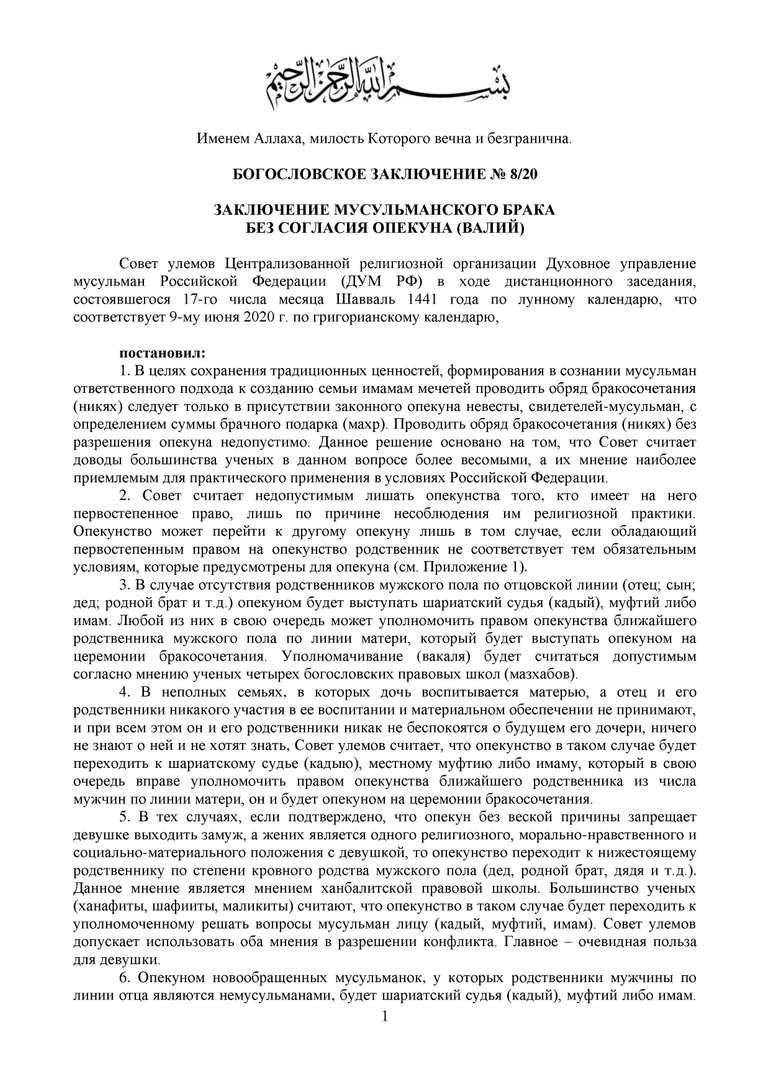 بسم الله الرحمن الرحيم
Именем Аллаха, милость Которого вечна и безгранична.
БОГОСЛОВСКОЕ ЗАКЛЮЧЕНИЕ № 8/20
ЗАКЛЮЧЕНИЕ МУСУЛЬМАНСКОГО БРАКА
БЕЗ СОГЛАСИЯ ОПЕКУНА (ВАЛИЙ)
Совет улемов Централизованной религиозной организации Духовное управление
мусульман Российской Федерации (ДУМ РФ) в ходе дистанционного заседания,
состоявшегося 17-го числа месяца Шавваль 1441 года по лунному календарю, что
соответствует 9-му июня 2020 г. по григорианскому календарю,
постановил:
1. В целях сохранения традиционных ценностей, формирования в сознании мусульман
ответственного подхода к созданию семьи имамам мечетей проводить обряд бракосочетания
(никях) следует только в присутствии законного опекуна невесты, свидетелей-мусульман, с
определением суммы брачного подарка (махр). Проводить обряд бракосочетания (никях) без
разрешения опекуна недопустимо. Данное решение основано на том, что Совет считает
доводы большинства ученых в данном вопросе более весомыми, а их мнение наиболее
приемлемым для практического применения в условиях Российской Федерации.
2. Совет считает недопустимым лишать опекунства того, кто имеет на него
первостепенное право, лишь по причине несоблюдения им религиозной практики.
Опекунство может перейти к другому опекуну лишь в том случае, если обладающий
первостепенным правом на опекунство родственник не соответствует тем обязательным
условиям, которые предусмотрены для опекуна (см. Приложение 1).
3. В случае отсутствия родственников мужского пола по отцовской линии (отец; сын;
дед; родной брат и т.д.) опекуном будет выступать шариатский судья (кадый), муфтий либо
имам. Любой из них в свою очередь может уполномочить правом опекунства ближайшего
родственника мужского пола по линии матери, который будет выступать опекуном на
церемонии бракосочетания. Уполномачивание (вакаля) будет считаться допустимым
согласно мнению ученых четырех богословских правовых школ (мазхабов).
4. В неполных семьях, в которых дочь воспитывается матерью, а отец и его
родственники никакого участия в ее воспитании и материальном обеспечении не принимают,
и при всем этом он и его родственники никак не беспокоятся о будущем его дочери, ничего
не знают о ней и не хотят знать, Совет улемов считает, что опекунство в таком случае будет
переходить к шариатскому судье (кадыю), местному муфтию либо имаму, который в свою
очередь вправе уполномочить правом опекунства ближайшего родственника из числа
мужчин по линии матери, он и будет опекуном на церемонии бракосочетания.
5. В тех случаях, если подтверждено, что опекун без веской причины запрещает
девушке выходить замуж, а жених является одного религиозного, морально-нравственного и
социально-материального положения с девушкой, то опекунство переходит к нижестоящему
родственнику по степени кровного родства мужского пола (дед, родной брат, дядя и т.д.).
Данное мнение является мнением ханбалитской правовой школы. Большинство ученых
(ханафиты, шафииты, маликиты) считают, что опекунство в таком случае будет переходить к
уполномоченному решать вопросы мусульман лицу (кадый, муфтий, имам). Совет улемов
допускает использовать оба мнения в разрешении конфликта. Главное – очевидная польза
для девушки.
6. Опекуном новообращенных мусульманок, у которых родственники мужчины по
линии отца являются немусульманами, будет шариатский судья (кадый), муфтий либо имам.
1